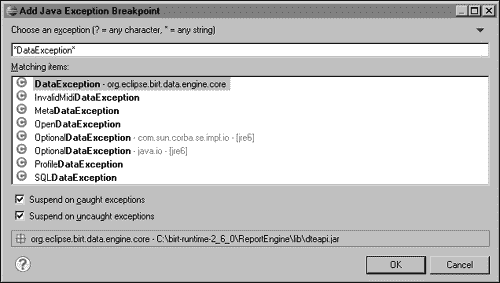 Add Java Exception Breakpoint
Choose an exception (? = any character, * = any string)
*DataException*
Matching items:
DataException - org.eclipse.birt.data.engine.core
InvalidMidiDataException
MetaDataException
OpenDataException
OptionalDataException - com.sun.corba.se.impl.io - [jre6]
OptionalDataException - java.io - [jre6]
ProfileDataException
SQLDataException
Suspend on caught exceptions
Suspend on uncaught exceptions
org.eclipse.birt.data.engine.core - C:\birt-runtime-2_6_0\ReportEngine\lib\dteapi.jar
? OK Cancel